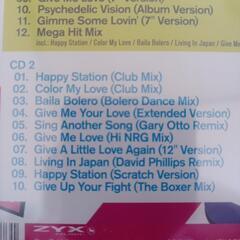 10. Psychedelic Vision (Album Version)
11. Gimme Some Lovin' (7" Version)
12. Mega Hit Mix
incl.: Happy Station / Color My Love / Baila Bolero / Living In Japan / Give M
CD 2
01. Happy Station (Club Mix)
02. Color My Love (Club Mix)
03. Baila Bolero (Bolero Dance Mix)
04. Give Me Your Love (Extended Version)
05. Sing Another Song (Gary Otto Remix)
06. Give Me Love (Hi NRG Mix)
07. Give A Little Love Again (12" Version)
08. Living In Japan (David Phillips Remix)
09. Happy Station (Scratch Version)
10. Give Up Your Fight (The Boxer Mix)
ZYX